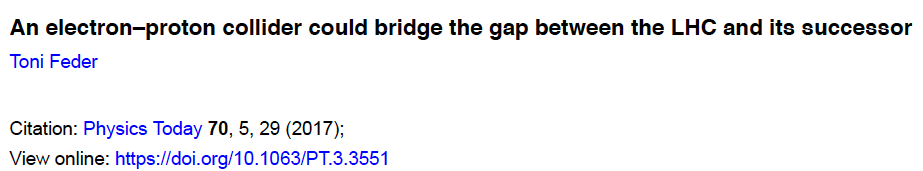 An electron–proton collider could bridge the gap between the LHC and its successor
Toni Feder
Citation: Physics Today 70, 5, 29 (2017);
View online: https://doi.org/10.1063/PT.3.3551